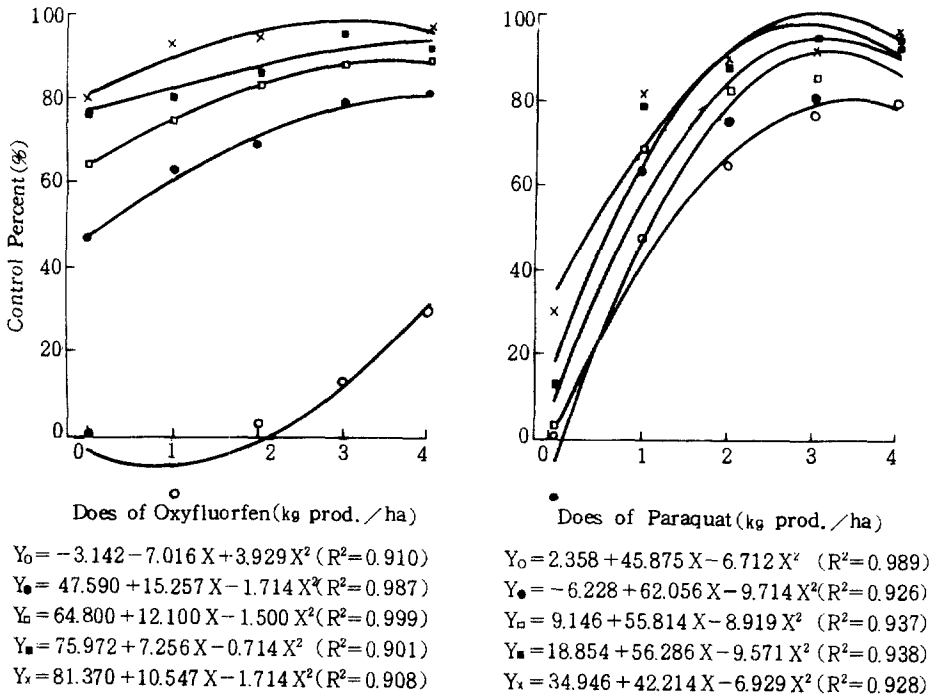 100
80
60
40
20
0
Control Percent (%)
0 1 2 3 4
Does of Oxyfluorfen (kg prod./ha)
Y○=-3.142-7.016 X+3.929X² (R²=0.910)
Y●= 47.590+15.257 X-1.714 X² (R²=0.987)
Y□=64.800+12.100 X-1.500 X² (R²=0.999)
Y■=75.972+7.256 X-0.714 X² (R²=0.901)
Yx=81.370+10.547 X-1.714 X² (R²=0.908)
100
80
60
40
20
0
0 1 2 3 4
Does of Paraquat (kg prod./ha)
Y○=2.358+45.875 X-6.712 X² (R²=0.989)
Y●=-6.228+62.056 X-9.714 X² (R²=0.926)
Y□=9.146+55.814 X-8.919 X² (R²=0.937)
Y■=18.854+56.286 X-9.571 X² (R²=0.938)
Yx=34.946+42.214 X-6.929 X² (R²=0.928)